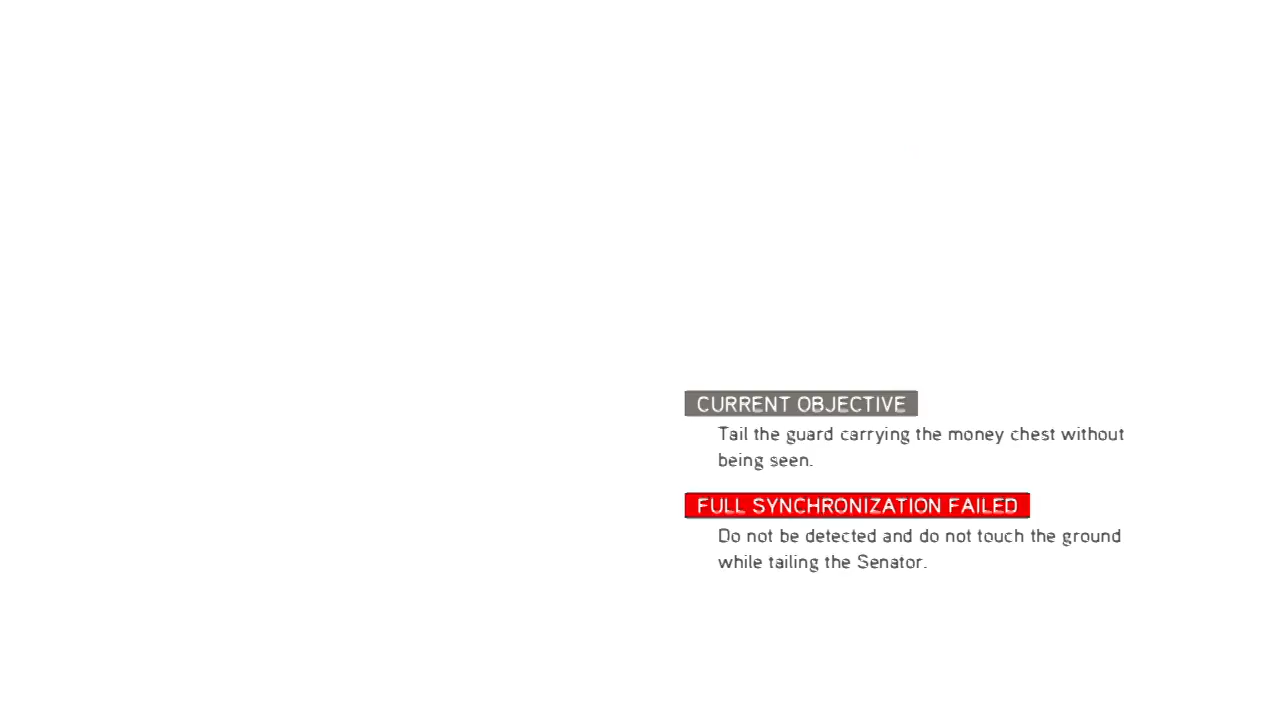 CURRENT OBJECTIVE
Tail the guard carrying the money chest without
being seen.
FULL SYNCHRONIZATION FAILED
Do not be detected and do not touch the ground
while tailing the Senator.